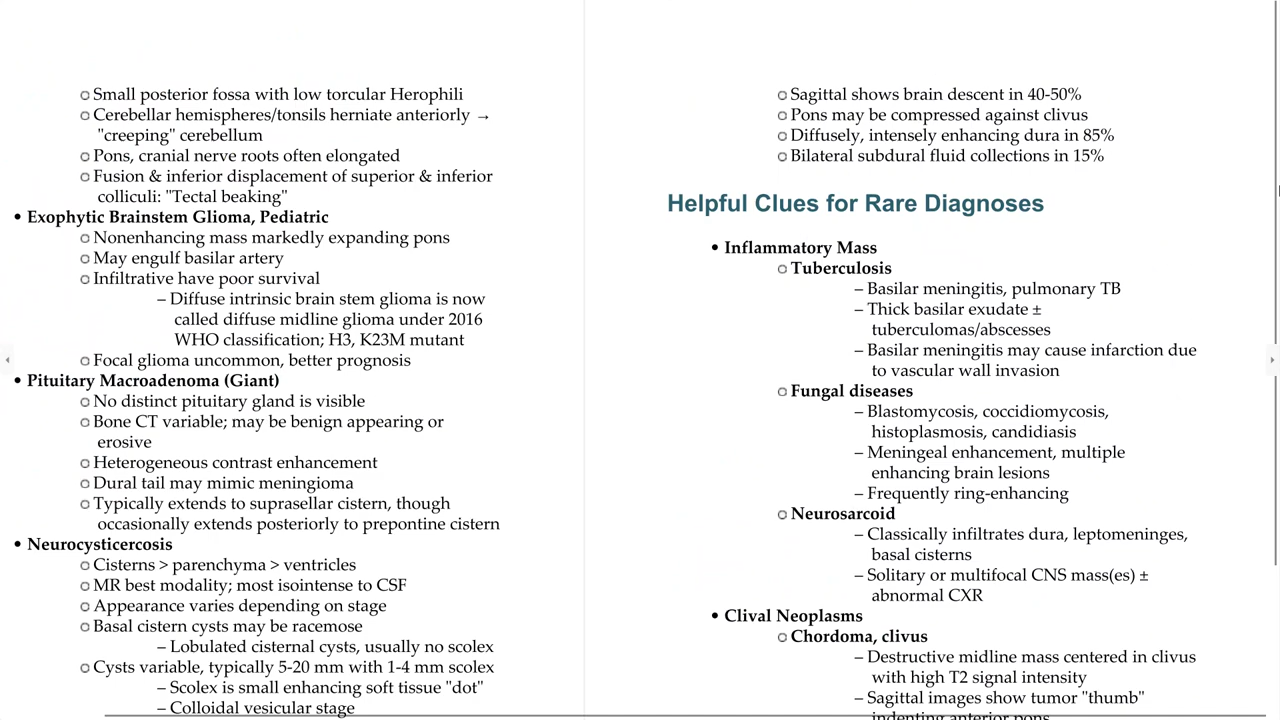 ○ Small posterior fossa with low torcular Herophili
○ Cerebellar hemispheres/tonsils herniate anteriorly →
"creeping" cerebellum
○ Pons, cranial nerve roots often elongated
○ Fusion & inferior displacement of superior & inferior
colliculi: "Tectal beaking"
• Exophytic Brainstem Glioma, Pediatric
○ Nonenhancing mass markedly expanding pons
○ May engulf basilar artery
○ Infiltrative have poor survival
– Diffuse intrinsic brain stem glioma is now
called diffuse midline glioma under 2016
WHO classification; H3, K23M mutant
○ Focal glioma uncommon, better prognosis
• Pituitary Macroadenoma (Giant)
○ No distinct pituitary gland is visible
○ Bone CT variable; may be benign appearing or
erosive
○ Heterogeneous contrast enhancement
○ Dural tail may mimic meningioma
○ Typically extends to suprasellar cistern, though
occasionally extends posteriorly to prepontine cistern
• Neurocysticercosis
○ Cisterns > parenchyma > ventricles
○ MR best modality; most isointense to CSF
○ Appearance varies depending on stage
○ Basal cistern cysts may be racemose
– Lobulated cisternal cysts, usually no scolex
○ Cysts variable, typically 5-20 mm with 1-4 mm scolex
– Scolex is small enhancing soft tissue "dot"
– Colloidal vesicular stage
○ Sagittal shows brain descent in 40-50%
○ Pons may be compressed against clivus
○ Diffusely, intensely enhancing dura in 85%
○ Bilateral subdural fluid collections in 15%
Helpful Clues for Rare Diagnoses
• Inflammatory Mass
○ Tuberculosis
– Basilar meningitis, pulmonary TB
– Thick basilar exudate ±
tuberculomas/abscesses
– Basilar meningitis may cause infarction due
to vascular wall invasion
○ Fungal diseases
– Blastomycosis, coccidiomycosis,
histoplasmosis, candidiasis
– Meningeal enhancement, multiple
enhancing brain lesions
– Frequently ring-enhancing
○ Neurosarcoid
– Classically infiltrates dura, leptomeninges,
basal cisterns
– Solitary or multifocal CNS mass(es) ±
abnormal CXR
• Clival Neoplasms
○ Chordoma, clivus
– Destructive midline mass centered in clivus
with high T2 signal intensity
– Sagittal images show tumor "thumb"
indenting anterior pons